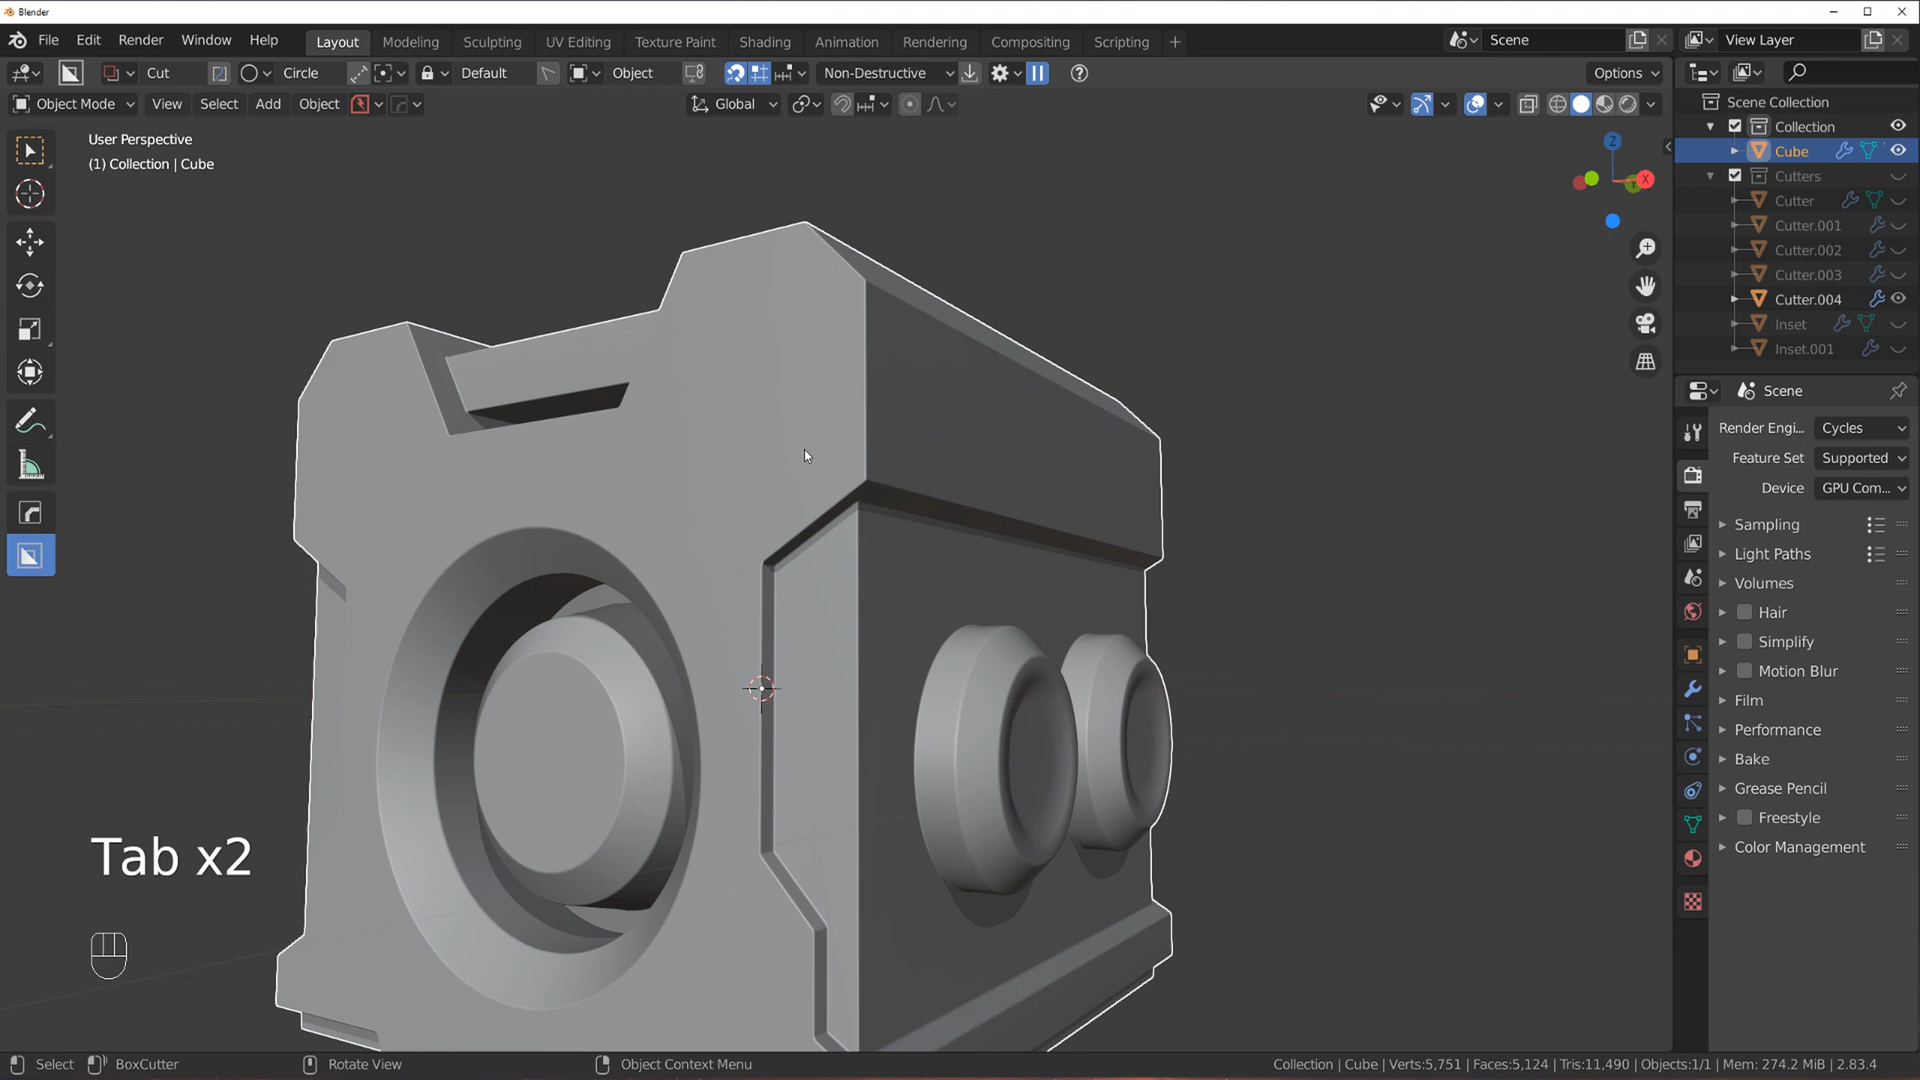 Blender
File Edit Render Window Help Layout Modeling Sculpting UV Editing Texture Paint Shading Animation Rendering Compositing Scripting Scene View Layer
Cut Circle Default Object Non-Destructive Options
Object Mode View Select Add Object Global
Scene Collection
Collection
Cube
Cutters
Cutter
Cutter.001
Cutter.002
Cutter.003
Cutter.004
Inset
Inset.001
User Perspective
(1) Collection | Cube
Z
X
Y
Scene
Render Engi... Cycles
Feature Set Supported
Device GPU Com...
Sampling
Light Paths
Volumes
Hair
Simplify
Motion Blur
Film
Performance
Bake
Grease Pencil
Freestyle
Color Management
Tab x2
Select BoxCutter Rotate View Object Context Menu Collection | Cube | Verts:5,751 | Faces:5,124 | Tris:11,490 | Objects:1/1 | Mem: 274.2 MiB | 2.83.4